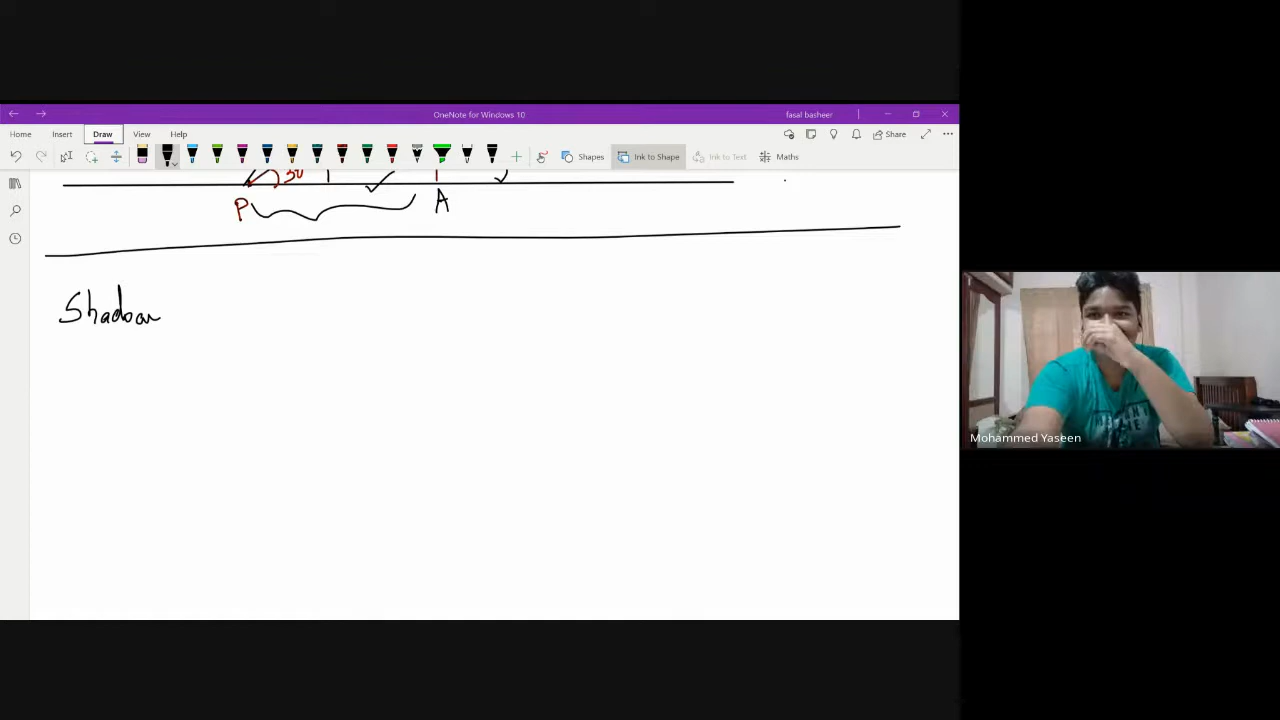 OneNote for Windows 10
fasal basheer
Home Insert Draw View Help
Share
Shapes Ink to Shape Ink to Text Maths
30
P A
Shadow
Mohammed Yaseen